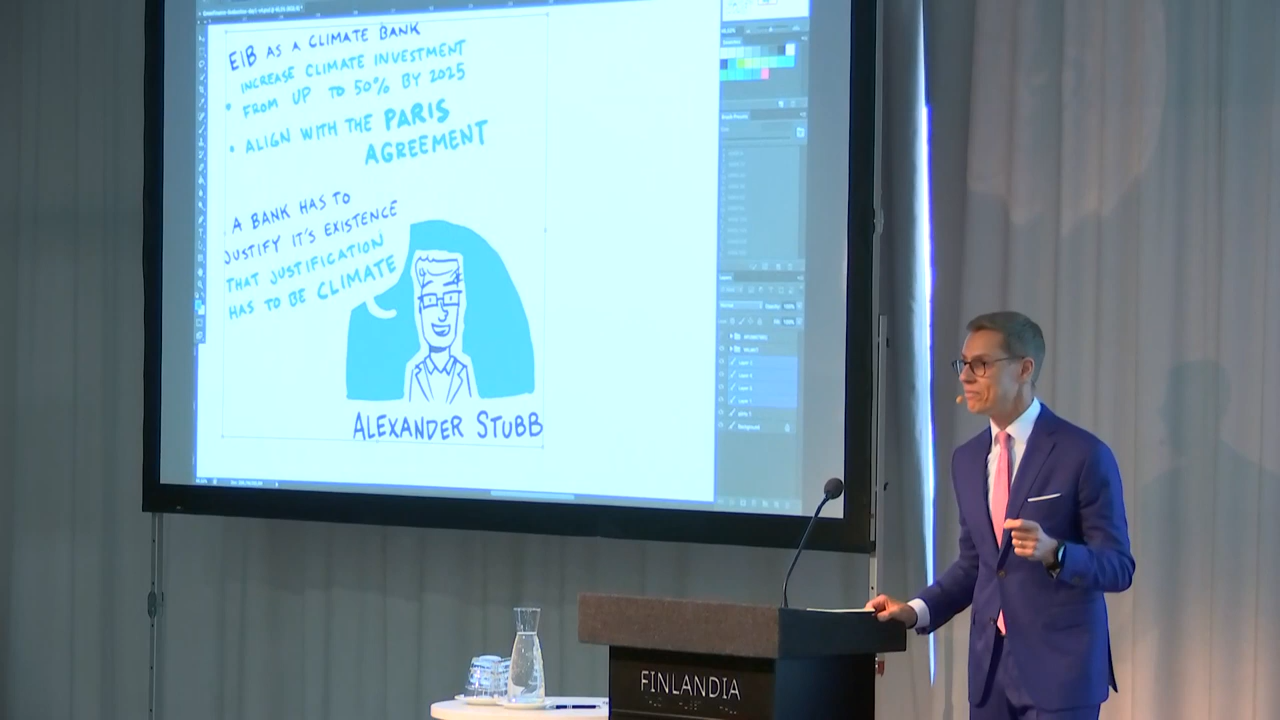 EIB AS A CLIMATE BANK
• INCREASE CLIMATE INVESTMENT
FROM UP TO 50% BY 2025
• ALIGN WITH THE PARIS
AGREEMENT
A BANK HAS TO
JUSTIFY IT'S EXISTENCE
THAT JUSTIFICATION
HAS TO BE CLIMATE
ALEXANDER STUBB
FINLANDIA